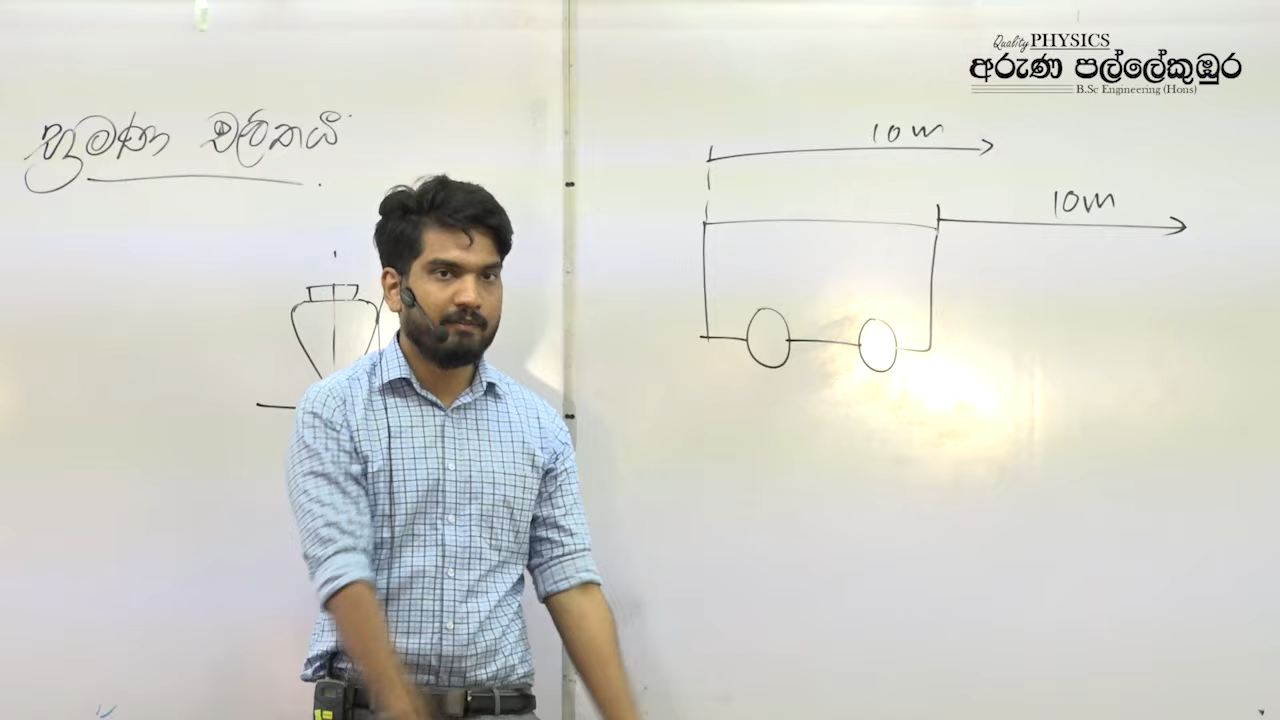 Quality PHYSICS
අරුණ පල්ලේකුඹුර
B.Sc Engineering (Hons)
භ්‍රමණ චලිතය
10m
10m